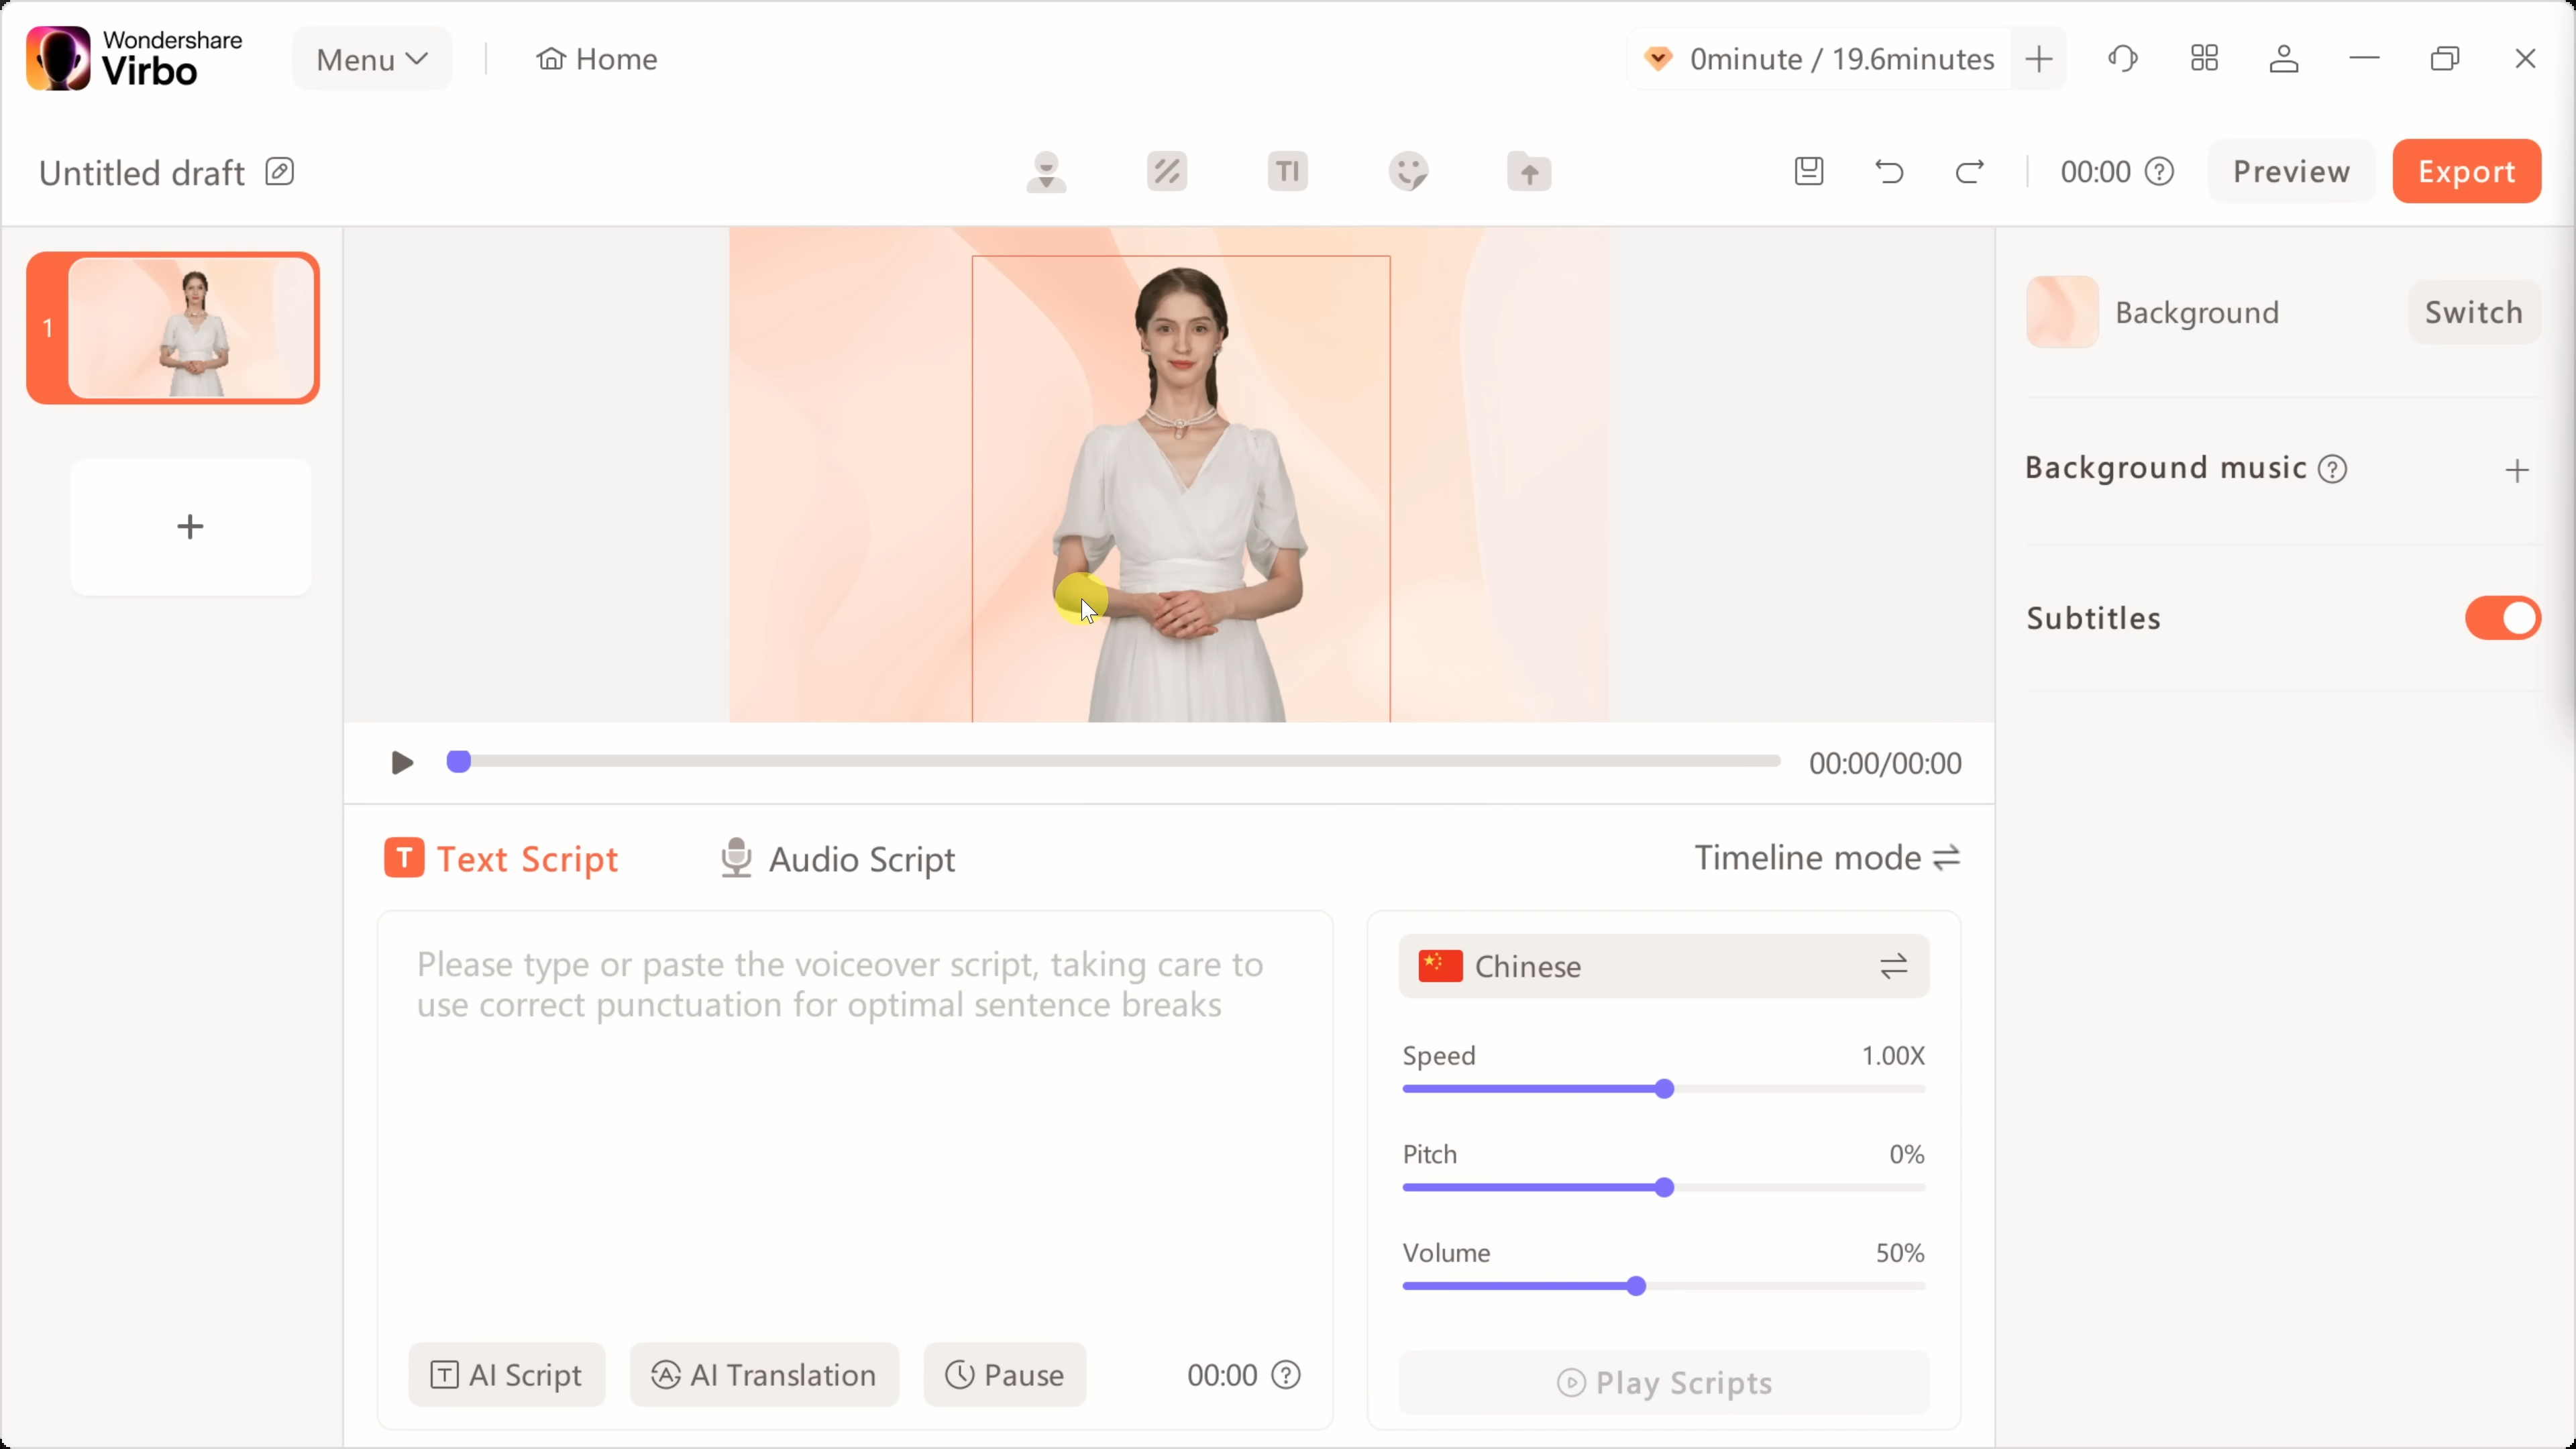 Wondershare
Virbo
Menu
Home
0minute / 19.6minutes
Untitled draft
TI
00:00
Preview
Export
1
Background
Switch
Background music
Subtitles
00:00/00:00
T Text Script
Audio Script
Timeline mode
Please type or paste the voiceover script, taking care to
use correct punctuation for optimal sentence breaks
Chinese
Speed
1.00X
Pitch
0%
Volume
50%
AI Script
AI Translation
Pause
00:00
Play Scripts